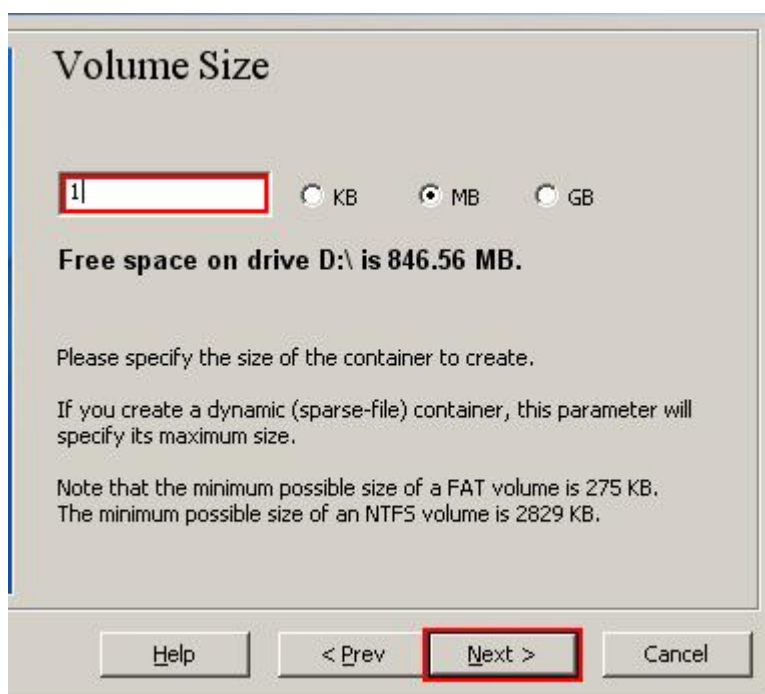 Volume Size
1 KB MB GB
Free space on drive D:\ is 846.56 MB.
Please specify the size of the container to create.
If you create a dynamic (sparse-file) container, this parameter will
specify its maximum size.
Note that the minimum possible size of a FAT volume is 275 KB.
The minimum possible size of an NTFS volume is 2829 KB.
Help < Prev Next > Cancel